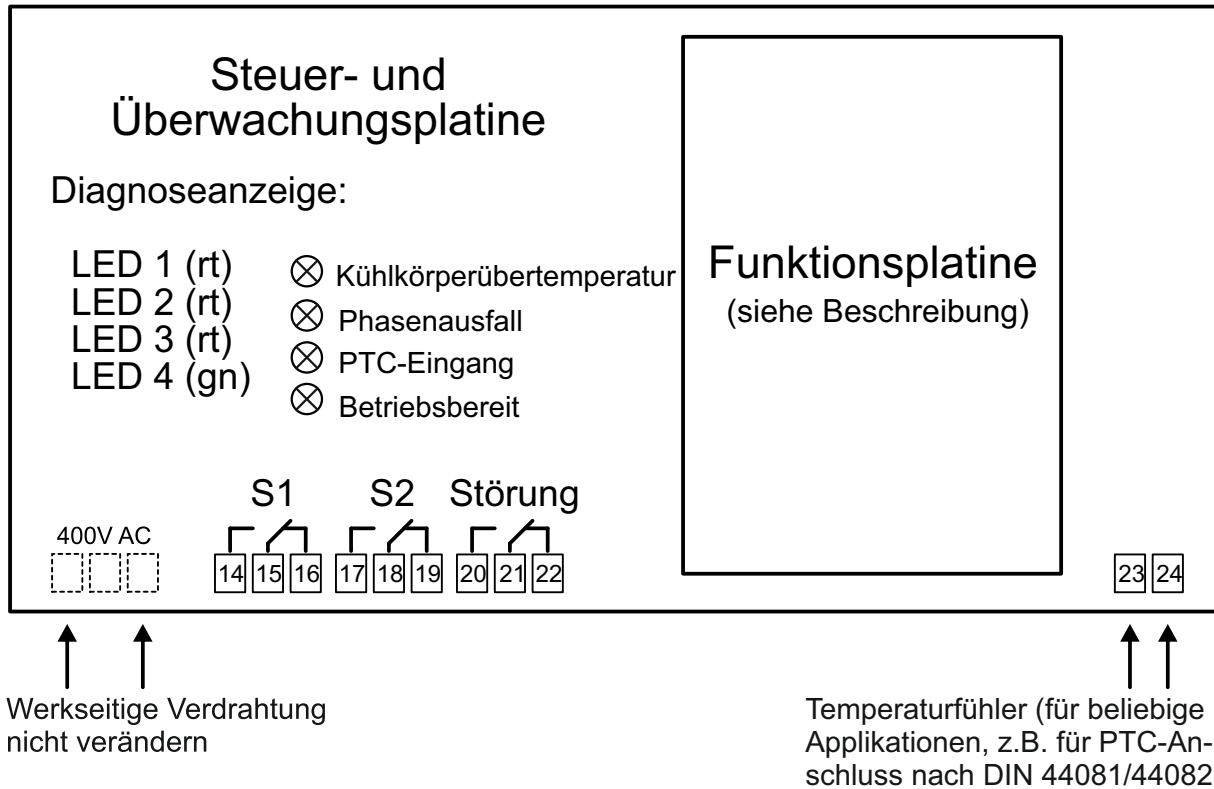 Steuer- und
Überwachungsplatine
Diagnoseanzeige:
LED 1 (rt) Kühlkörperübertemperatur
LED 2 (rt) Phasenausfall
LED 3 (rt) PTC-Eingang
LED 4 (gn) Betriebsbereit
Funktionsplatine
(siehe Beschreibung)
S1 S2 Störung
400V AC
14 15 16 17 18 19 20 21 22
23 24
Werkseitige Verdrahtung
nicht verändern
Temperaturfühler (für beliebige
Applikationen, z.B. für PTC-An-
schluss nach DIN 44081/44082